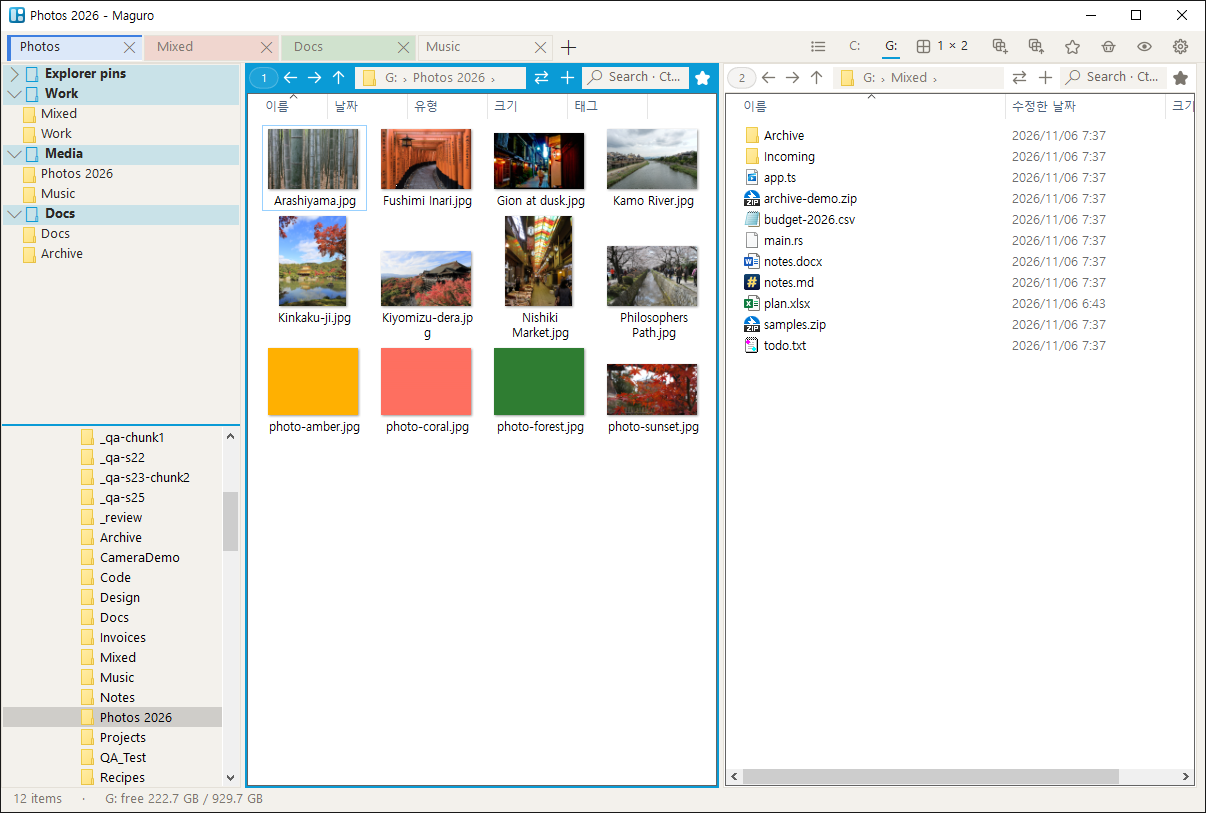 Photos 2026 - Maguro
Photos Mixed Docs Music
C: G: 1 × 2
Explorer pins
Work
Mixed
Work
Media
Photos 2026
Music
Docs
Docs
Archive
_qa-chunk1
_qa-s22
_qa-s23-chunk2
_qa-s25
_review
Archive
CameraDemo
Code
Design
Docs
Invoices
Mixed
Music
Notes
Photos 2026
Projects
QA_Test
Recipes
1 G: › Photos 2026 › Search · Ct...
이름 날짜 유형 크기 태그
Arashiyama.jpg Fushimi Inari.jpg Gion at dusk.jpg Kamo River.jpg
Kinkaku-ji.jpg Kiyomizu-dera.jp
g Nishiki
Market.jpg Philosophers
Path.jpg
photo-amber.jpg photo-coral.jpg photo-forest.jpg photo-sunset.jpg
2 G: › Mixed › Search · Ct...
이름 수정한 날짜 크기
Archive 2026/11/06 7:37
Incoming 2026/11/06 7:37
app.ts 2026/11/06 7:37
archive-demo.zip 2026/11/06 7:37
budget-2026.csv 2026/11/06 7:37
main.rs 2026/11/06 7:37
notes.docx 2026/11/06 7:37
notes.md 2026/11/06 7:37
plan.xlsx 2026/11/06 6:43
samples.zip 2026/11/06 7:37
todo.txt 2026/11/06 7:37
12 items · G: free 222.7 GB / 929.7 GB